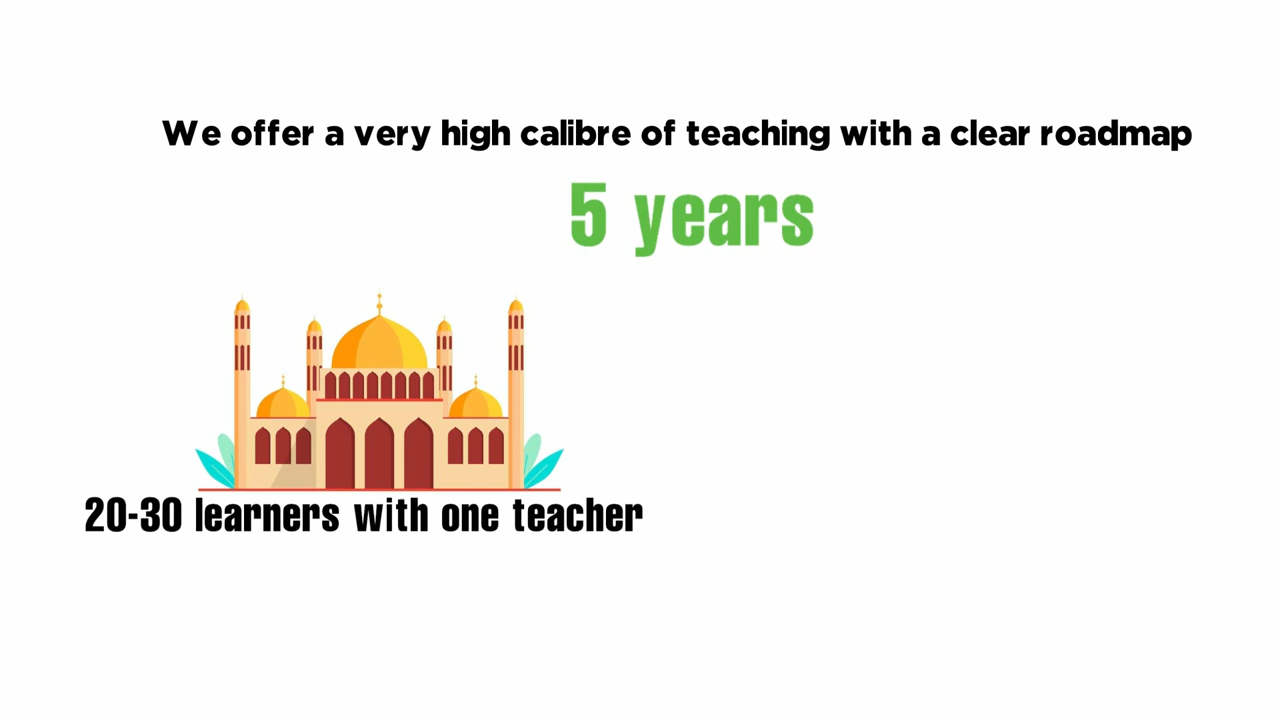 We offer a very high calibre of teaching with a clear roadmap
5 years
20-30 learners with one teacher